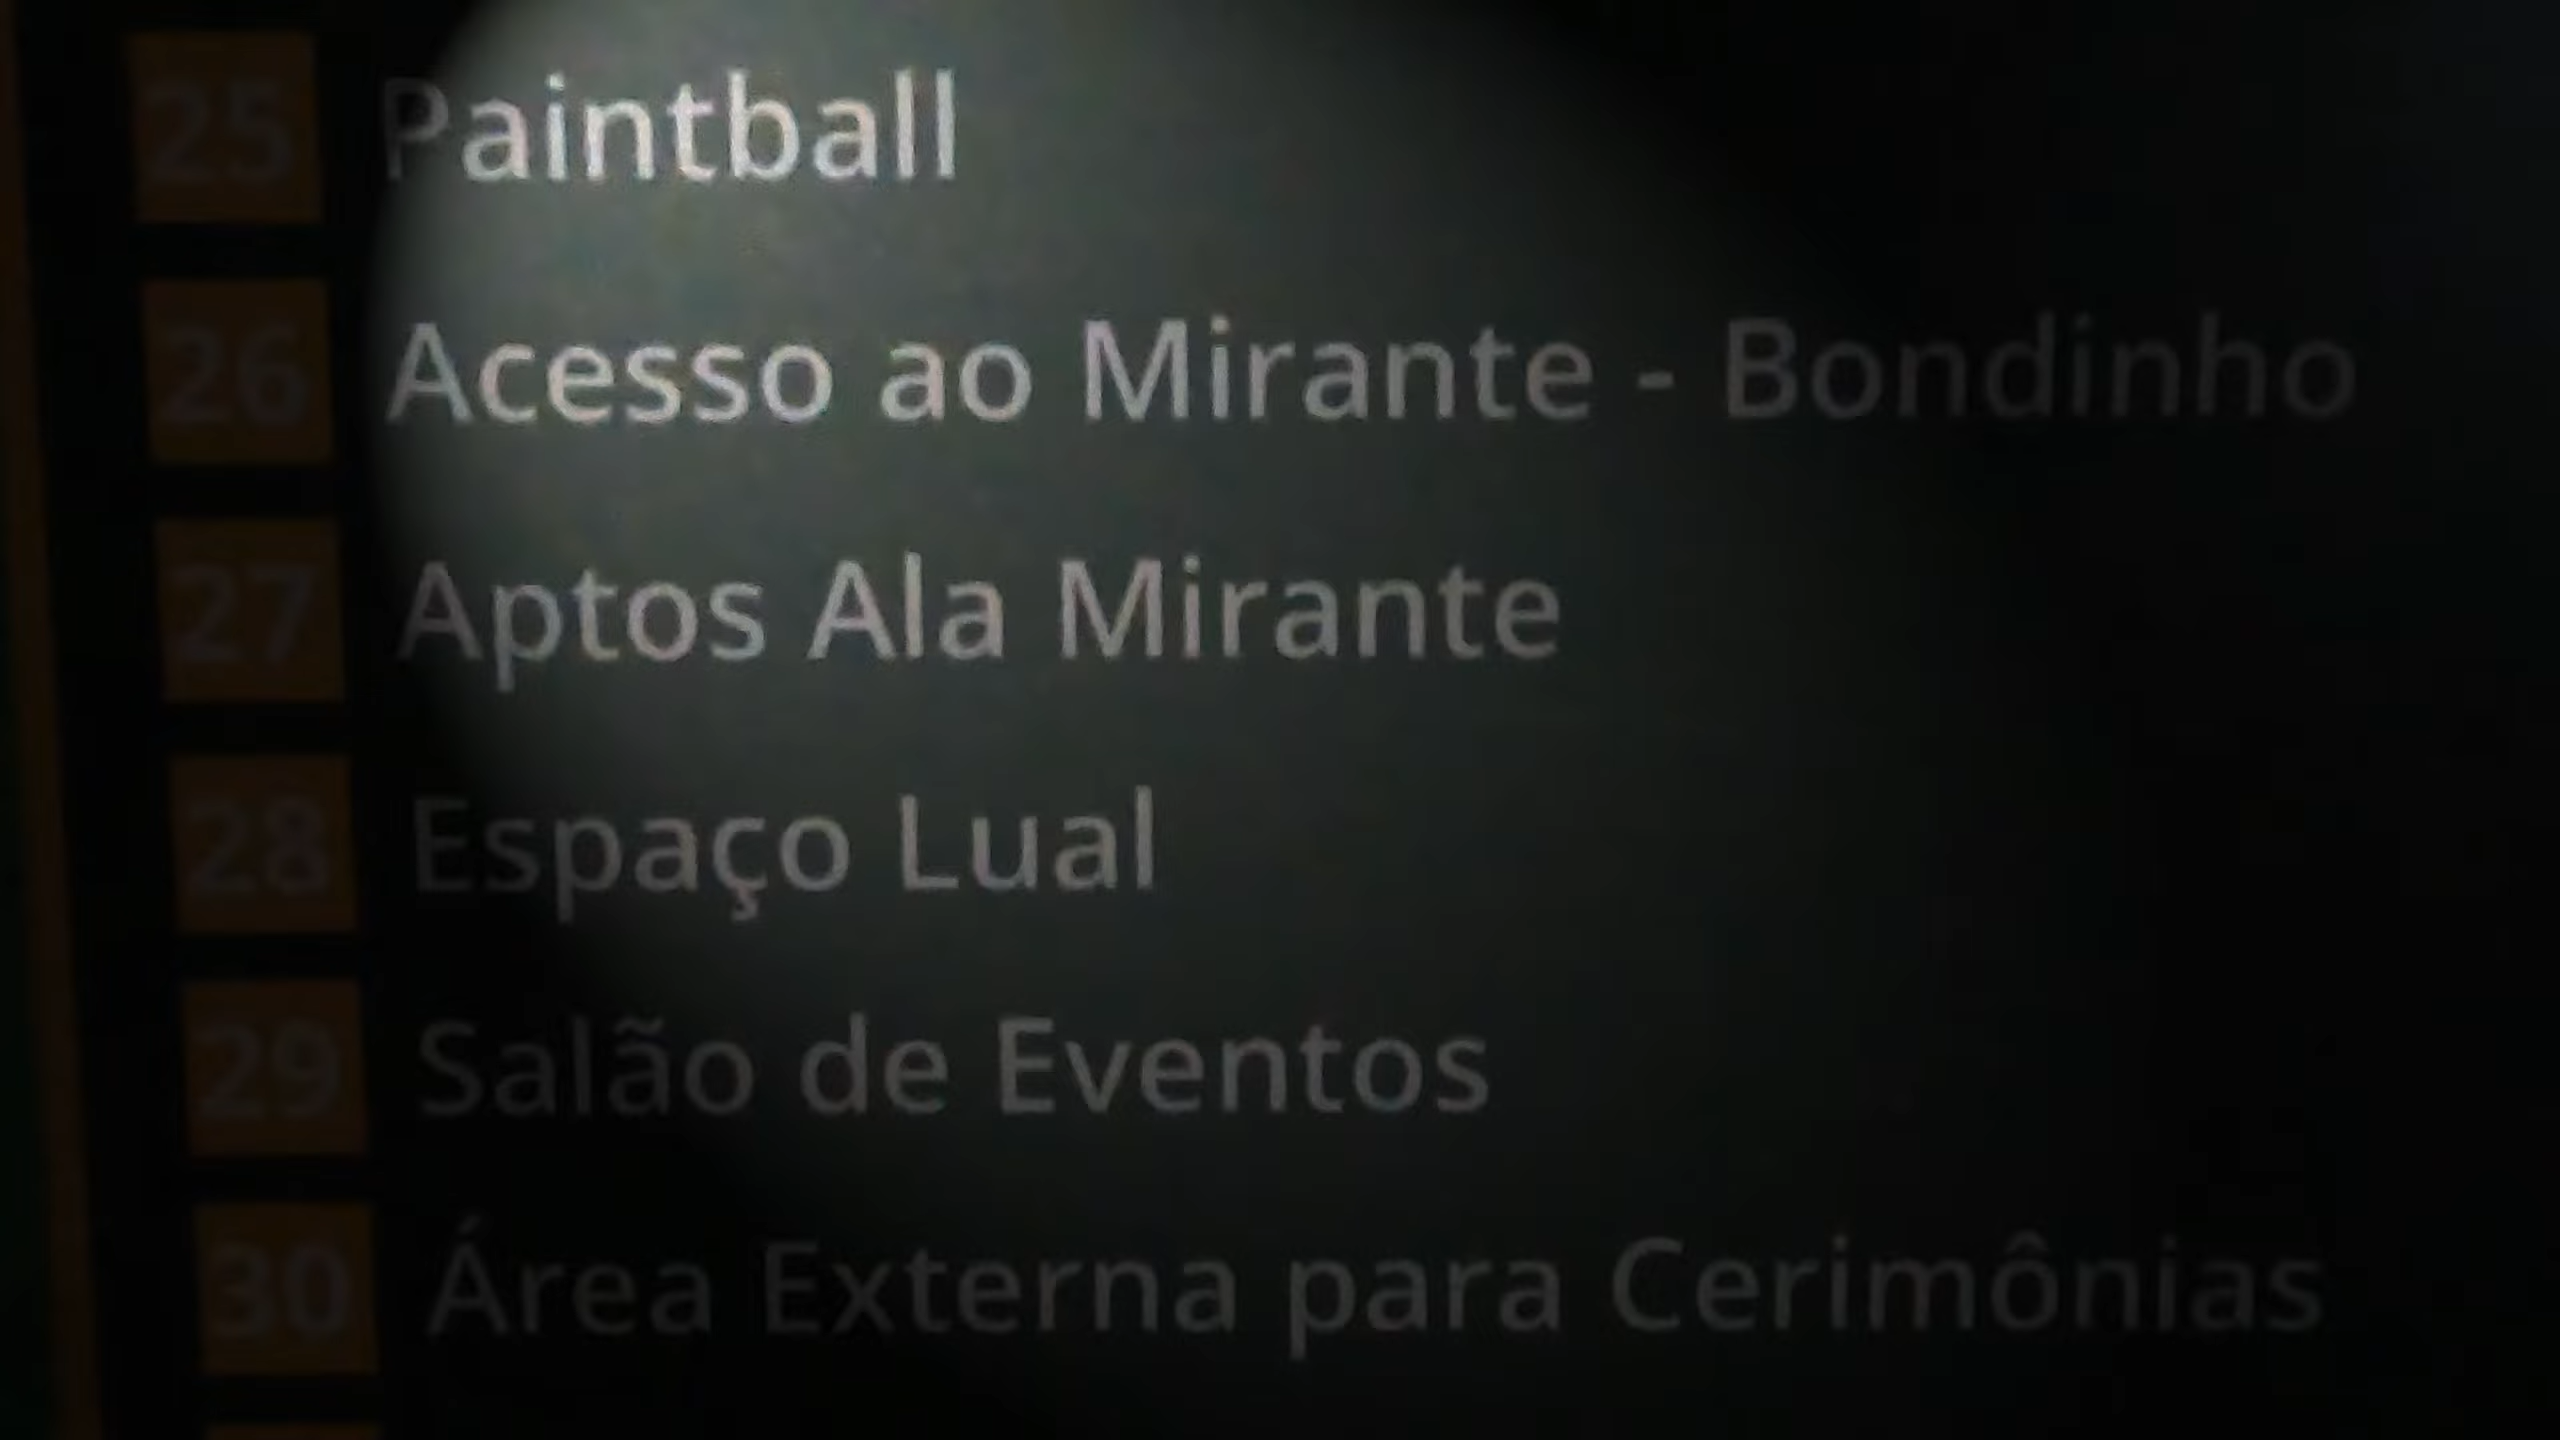 25 Paintball
26 Acesso ao Mirante - Bondinho
27 Aptos Ala Mirante
28 Espaço Lual
29 Salão de Eventos
30 Área Externa para Cerimônias